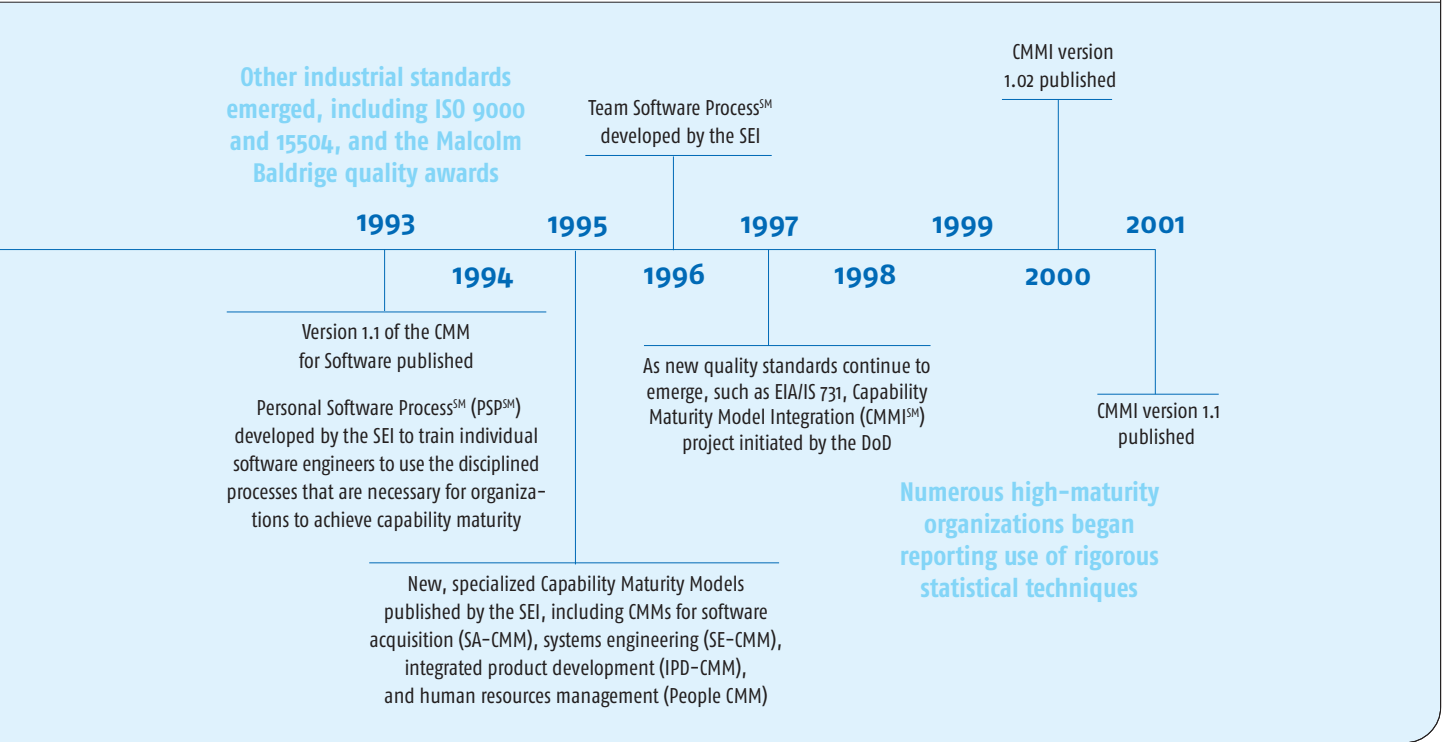 Other industrial standards
emerged, including ISO 9000
and 15504, and the Malcolm
Baldrige quality awards
Team Software Process℠
developed by the SEI
CMMI version
1.02 published
1993
1995
1997
1999
2001
1994
1996
1998
2000
Version 1.1 of the CMM
for Software published
Personal Software Process℠ (PSP℠)
developed by the SEI to train individual
software engineers to use the disciplined
processes that are necessary for organiza-
tions to achieve capability maturity
New, specialized Capability Maturity Models
published by the SEI, including CMMs for software
acquisition (SA-CMM), systems engineering (SE-CMM),
integrated product development (IPD-CMM),
and human resources management (People CMM)
As new quality standards continue to
emerge, such as EIA/IS 731, Capability
Maturity Model Integration (CMMI℠)
project initiated by the DoD
CMMI version 1.1
published
Numerous high-maturity
organizations began
reporting use of rigorous
statistical techniques